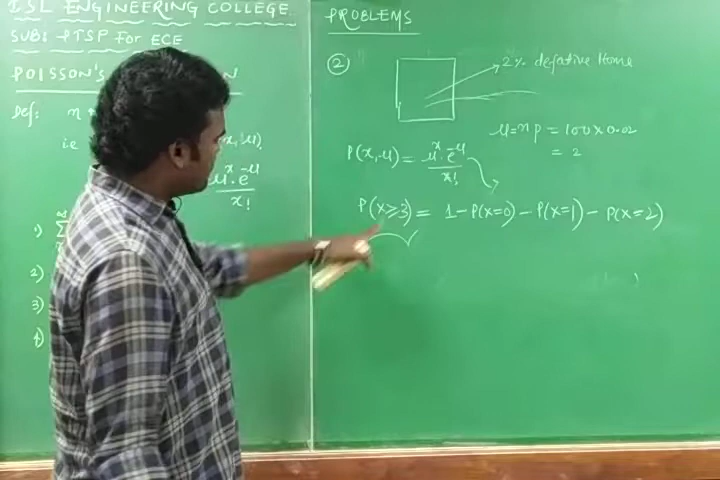 ISL ENGINEERING COLLEGE
SUB: PTSP For ECE
POISSON'S
Def: n
ie x, μ)
μ^x · e^-μ / x!
1) Σ
2)
3)
4)
PROBLEMS
② 2% defective Home
μ = np = 100 x 0.02
= 2
P(x, μ) = μ^x · e^-μ / x!
P(x ≥ 3) = 1 - P(x=0) - P(x=1) - P(x=2)